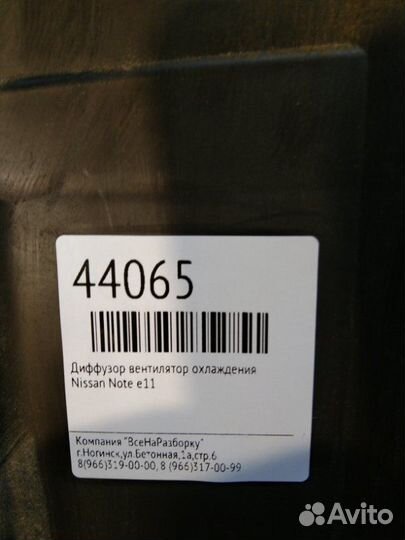 44065
Диффузор вентилятор охлаждения
Nissan Note e11
Компания "ВсеНаРазборку"
г.Ногинск,ул.Бетонная,1а,стр.6
8(966)319-00-00, 8 (966)317-00-99
Avito